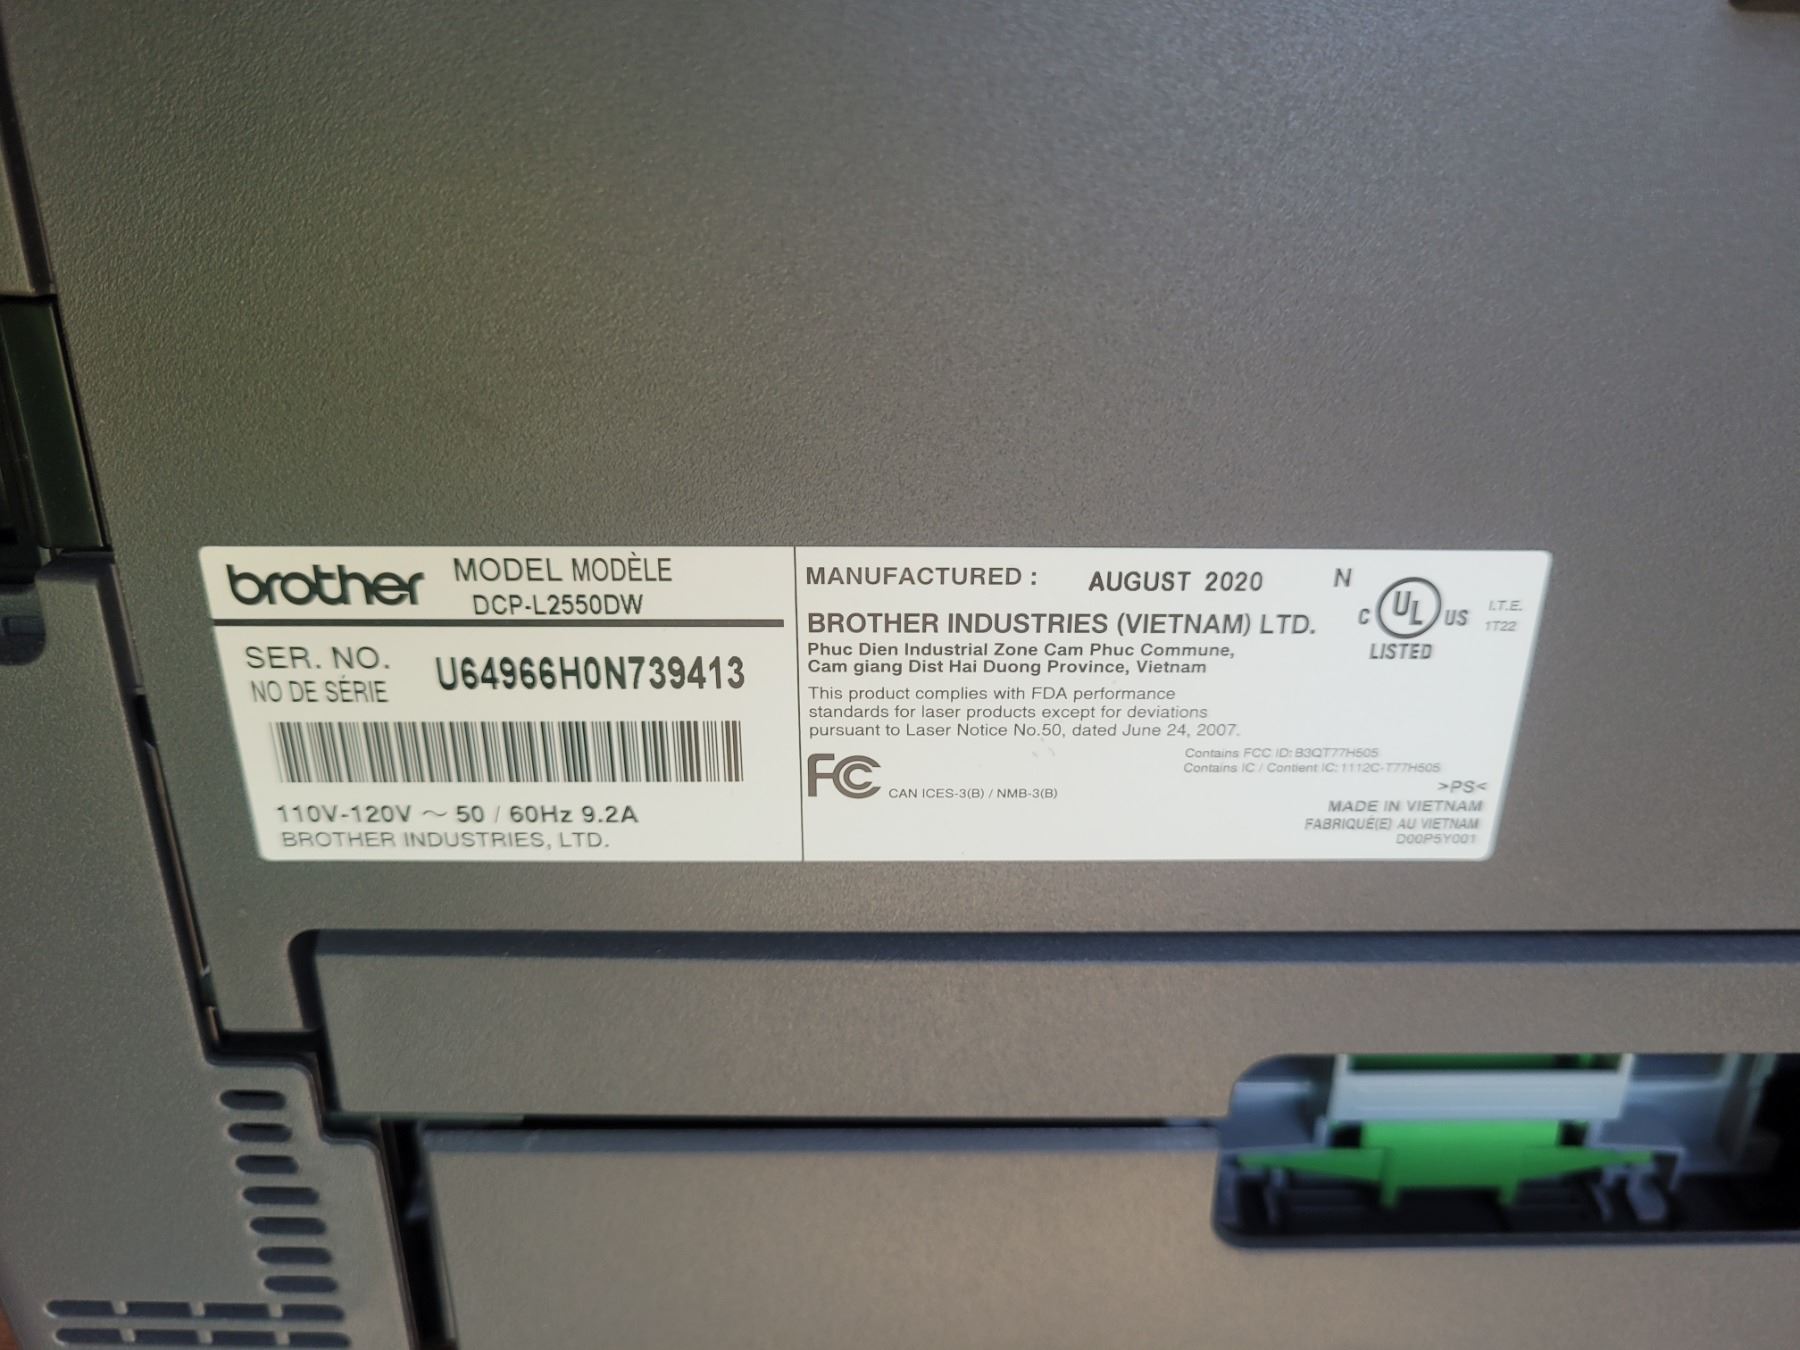 brother
MODEL MODÈLE
DCP-L2550DW
SER. NO.
NO DE SÉRIE
U64966H0N739413
110V-120V ～ 50 / 60Hz 9.2A
BROTHER INDUSTRIES, LTD.
MANUFACTURED : AUGUST 2020 N
BROTHER INDUSTRIES (VIETNAM) LTD.
Phuc Dien Industrial Zone Cam Phuc Commune,
Cam giang Dist Hai Duong Province, Vietnam
This product complies with FDA performance
standards for laser products except for deviations
pursuant to Laser Notice No.50, dated June 24, 2007.
C UL US
LISTED
I.T.E.
1T22
FC
CAN ICES-3(B) / NMB-3(B)
Contains FCC ID: B3QT77H505
Contains IC / Contient IC: 1112C-T77H505
>PS<
MADE IN VIETNAM
FABRIQUÉ(E) AU VIETNAM
D00P5Y001